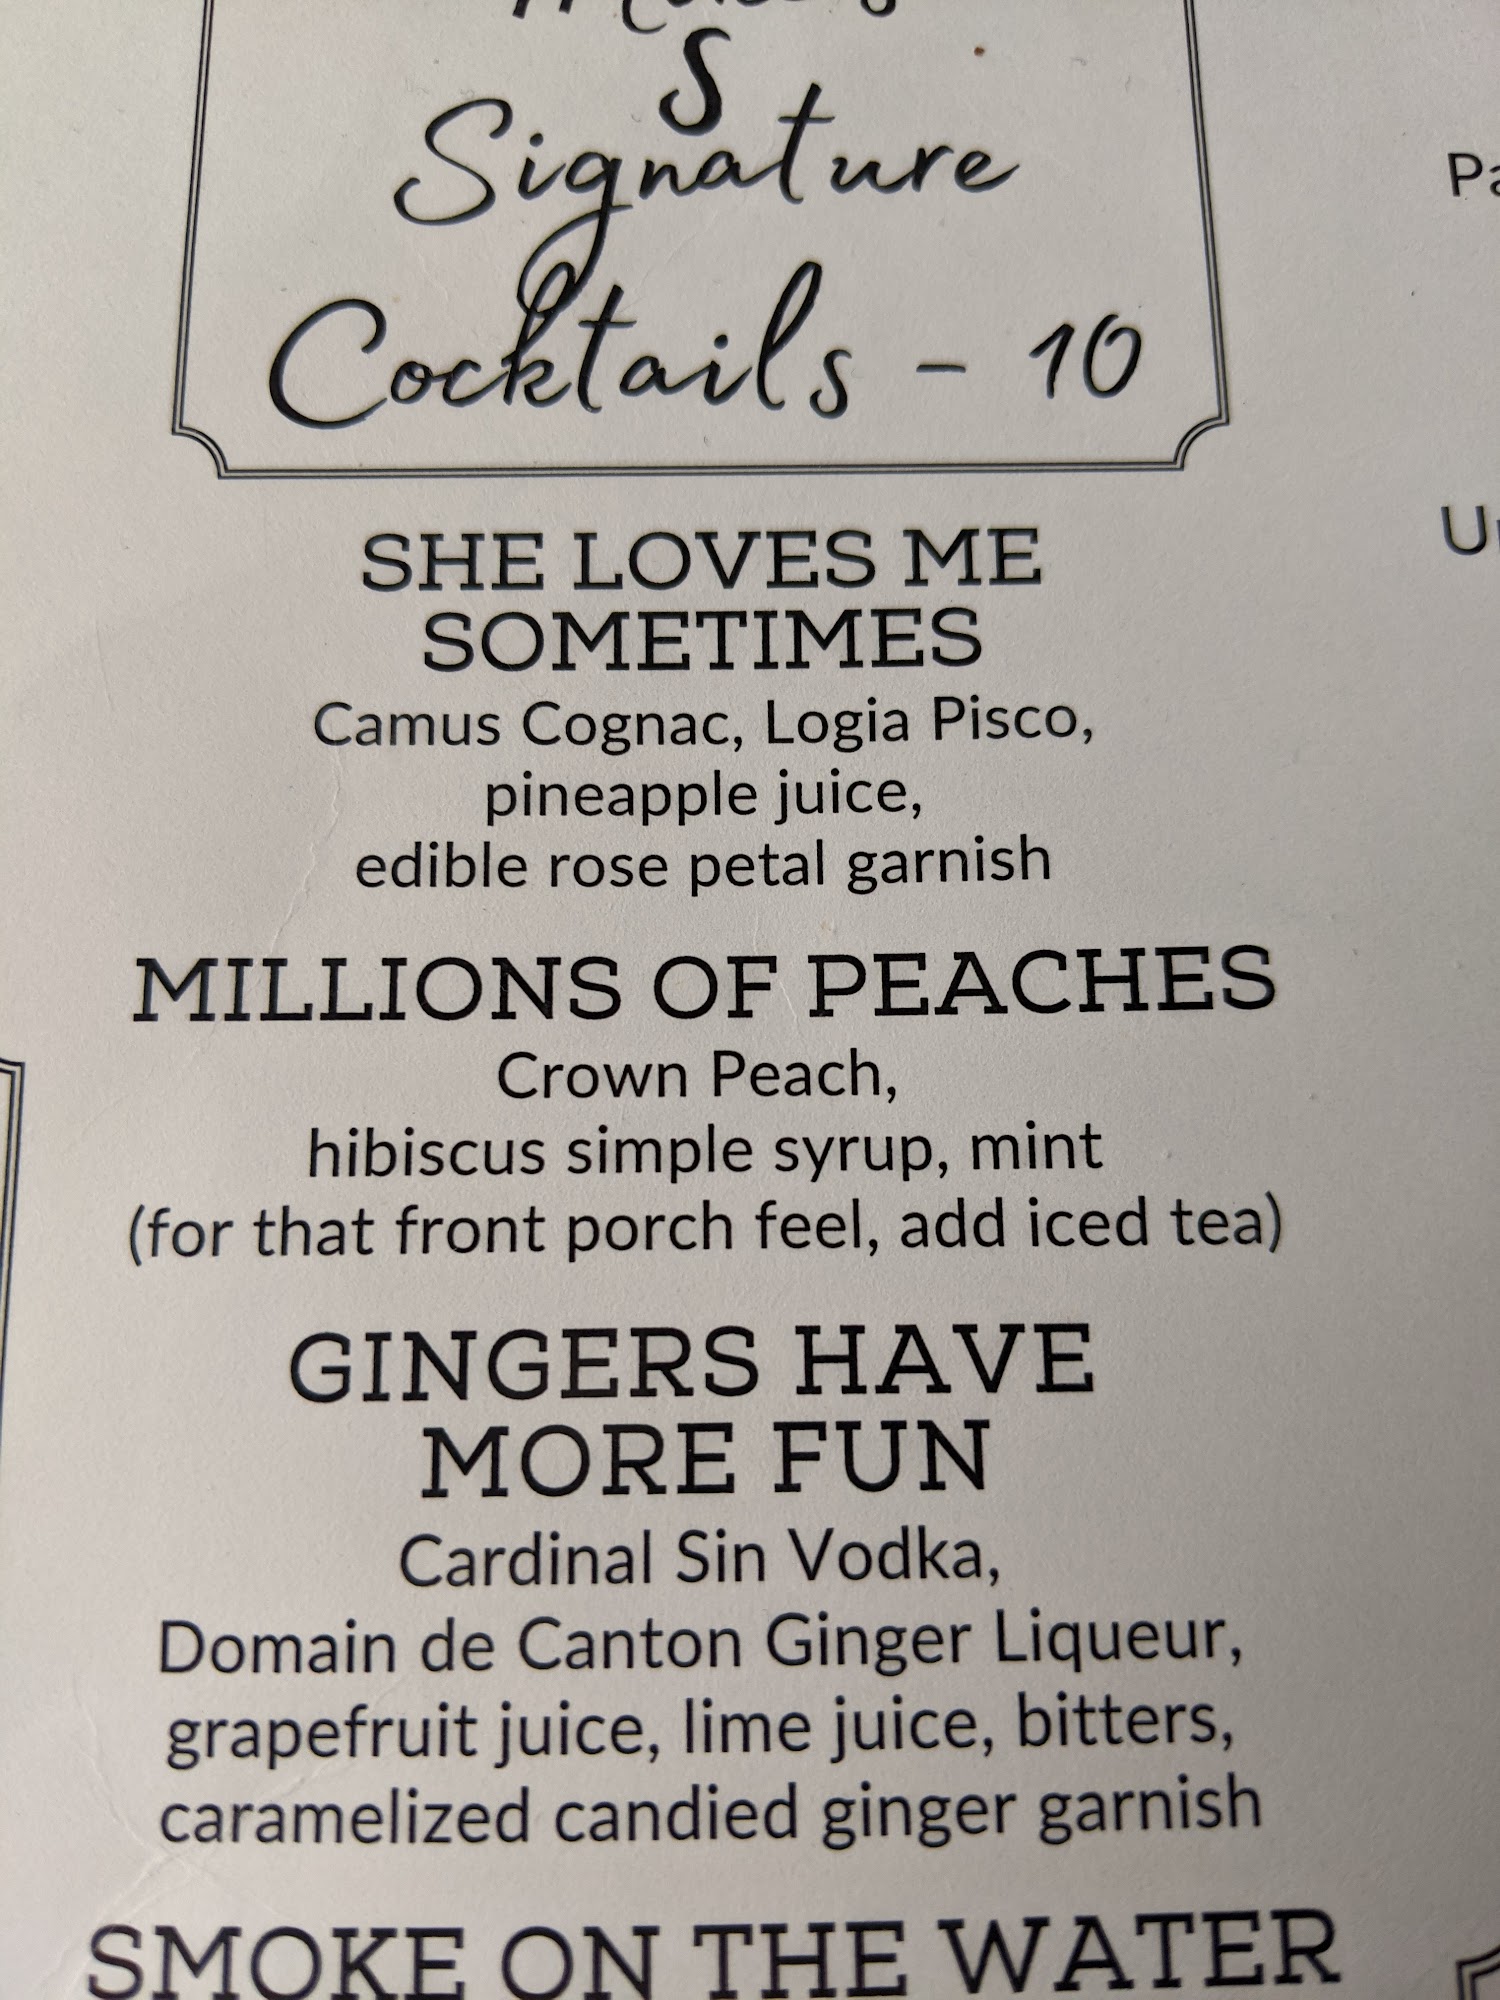 S
Signature
Cocktails - 10
SHE LOVES ME
SOMETIMES
Camus Cognac, Logia Pisco,
pineapple juice,
edible rose petal garnish
MILLIONS OF PEACHES
Crown Peach,
hibiscus simple syrup, mint
(for that front porch feel, add iced tea)
GINGERS HAVE
MORE FUN
Cardinal Sin Vodka,
Domain de Canton Ginger Liqueur,
grapefruit juice, lime juice, bitters,
caramelized candied ginger garnish
SMOKE ON THE WATER